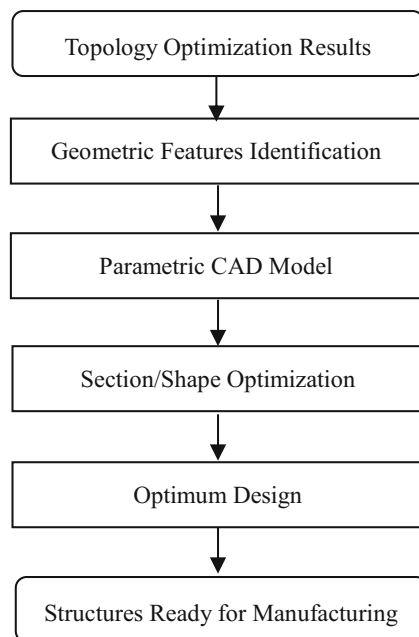 Topology Optimization Results
Geometric Features Identification
Parametric CAD Model
Section/Shape Optimization
Optimum Design
Structures Ready for Manufacturing